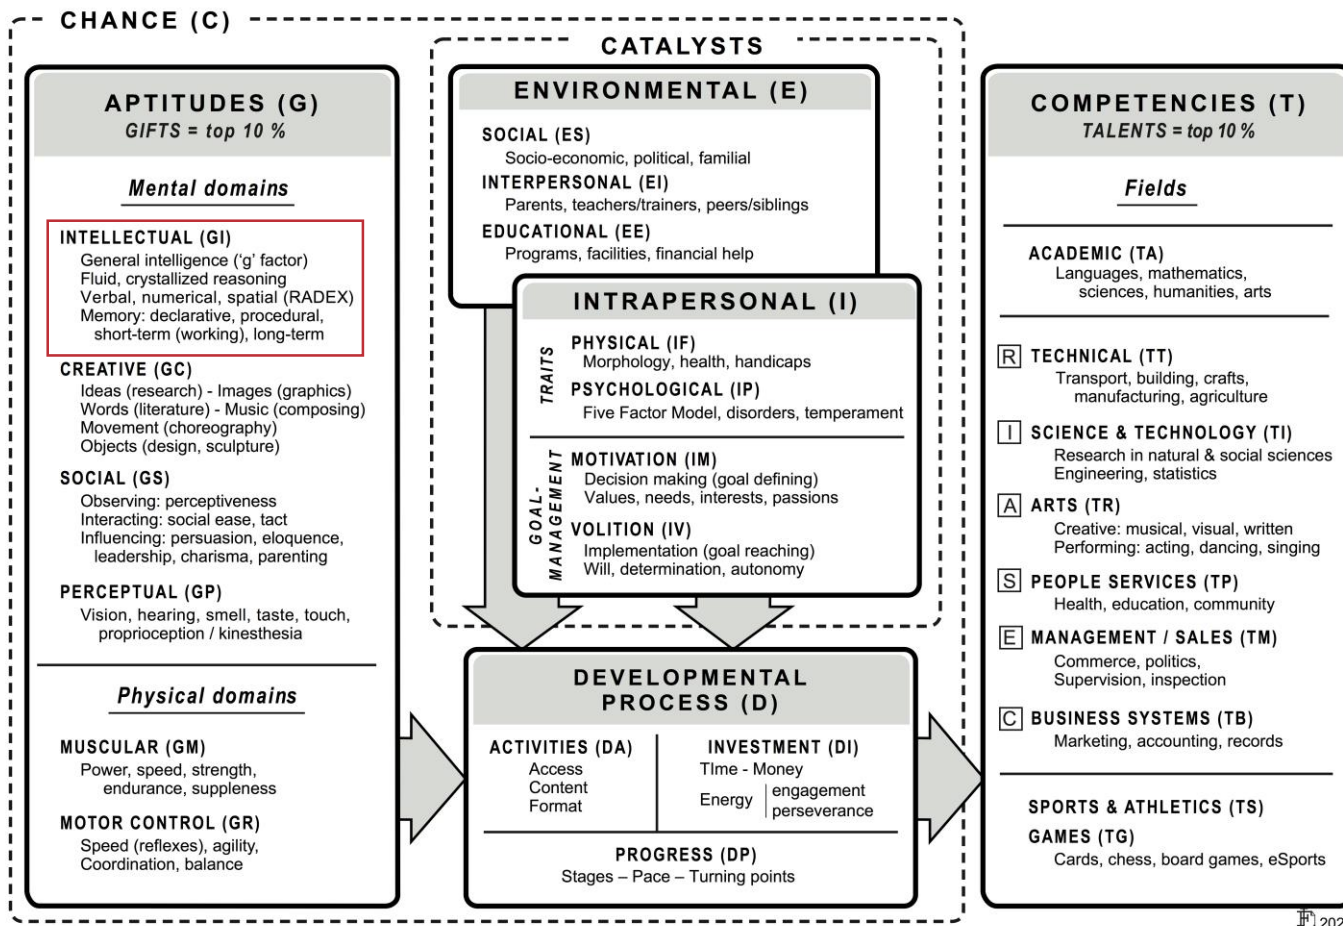 CHANCE (C)
CATALYSTS
APTITUDES (G)
GIFTS = top 10 %
Mental domains
INTELLECTUAL (GI)
General intelligence (‘g’ factor)
Fluid, crystallized reasoning
Verbal, numerical, spatial (RADEX)
Memory: declarative, procedural,
short-term (working), long-term
CREATIVE (GC)
Ideas (research) - Images (graphics)
Words (literature) - Music (composing)
Movement (choreography)
Objects (design, sculpture)
SOCIAL (GS)
Observing: perceptiveness
Interacting: social ease, tact
Influencing: persuasion, eloquence,
leadership, charisma, parenting
PERCEPTUAL (GP)
Vision, hearing, smell, taste, touch,
proprioception / kinesthesia
Physical domains
MUSCULAR (GM)
Power, speed, strength,
endurance, suppleness
MOTOR CONTROL (GR)
Speed (reflexes), agility,
Coordination, balance
ENVIRONMENTAL (E)
SOCIAL (ES)
Socio-economic, political, familial
INTERPERSONAL (EI)
Parents, teachers/trainers, peers/siblings
EDUCATIONAL (EE)
Programs, facilities, financial help
INTRAPERSONAL (I)
TRAITS
PHYSICAL (IF)
Morphology, health, handicaps
PSYCHOLOGICAL (IP)
Five Factor Model, disorders, temperament
GOAL-
MANAGEMENT
MOTIVATION (IM)
Decision making (goal defining)
Values, needs, interests, passions
VOLITION (IV)
Implementation (goal reaching)
Will, determination, autonomy
DEVELOPMENTAL
PROCESS (D)
ACTIVITIES (DA)
Access
Content
Format
INVESTMENT (DI)
TIme - Money
Energy
engagement
perseverance
PROGRESS (DP)
Stages – Pace – Turning points
COMPETENCIES (T)
TALENTS = top 10 %
Fields
ACADEMIC (TA)
Languages, mathematics,
sciences, humanities, arts
R TECHNICAL (TT)
Transport, building, crafts,
manufacturing, agriculture
I SCIENCE & TECHNOLOGY (TI)
Research in natural & social sciences
Engineering, statistics
A ARTS (TR)
Creative: musical, visual, written
Performing: acting, dancing, singing
S PEOPLE SERVICES (TP)
Health, education, community
E MANAGEMENT / SALES (TM)
Commerce, politics,
Supervision, inspection
C BUSINESS SYSTEMS (TB)
Marketing, accounting, records
SPORTS & ATHLETICS (TS)
GAMES (TG)
Cards, chess, board games, eSports